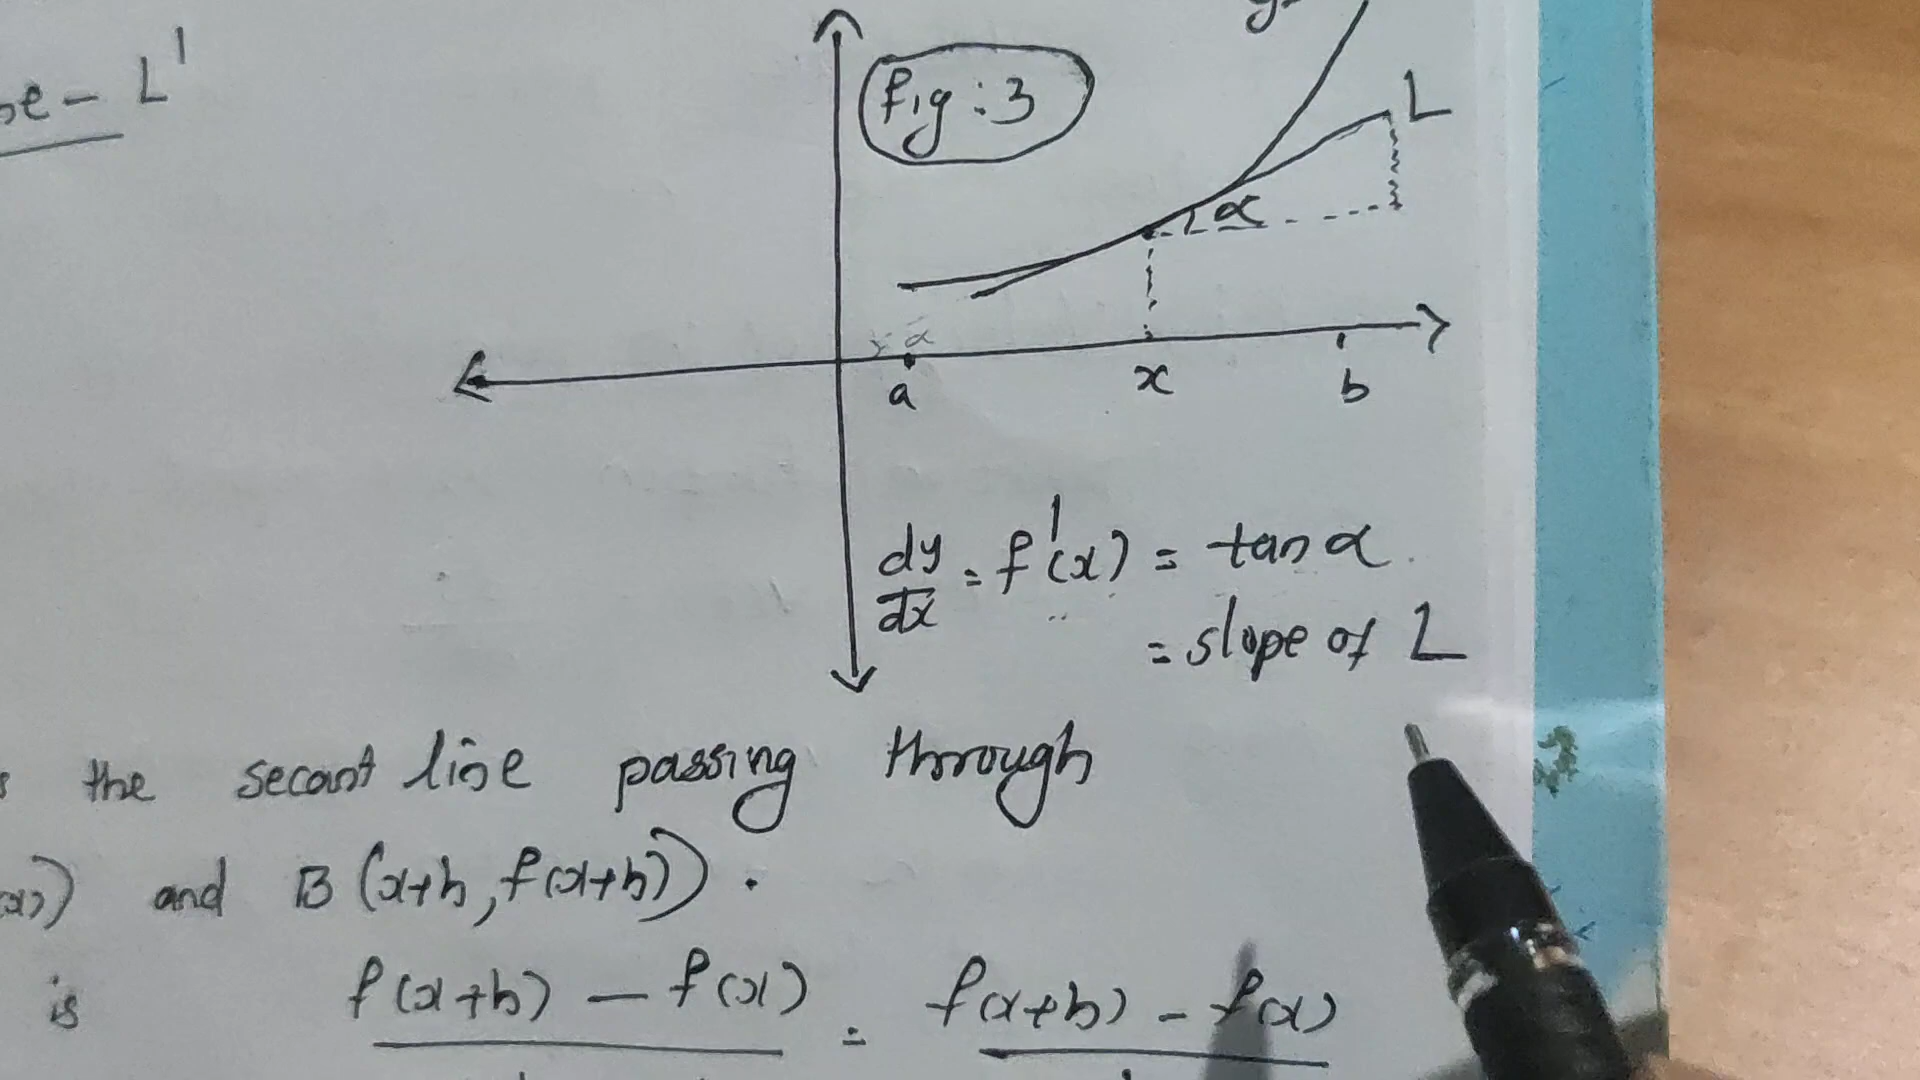 - L'
Fig : 3
L
α
a
x
b
dy/dx = f'(x) = tan α
= slope of L
the secant line passing through
and B (x+h, f(x+h)).
is f(x+h) - f(x) = f(x+h) - f(x)